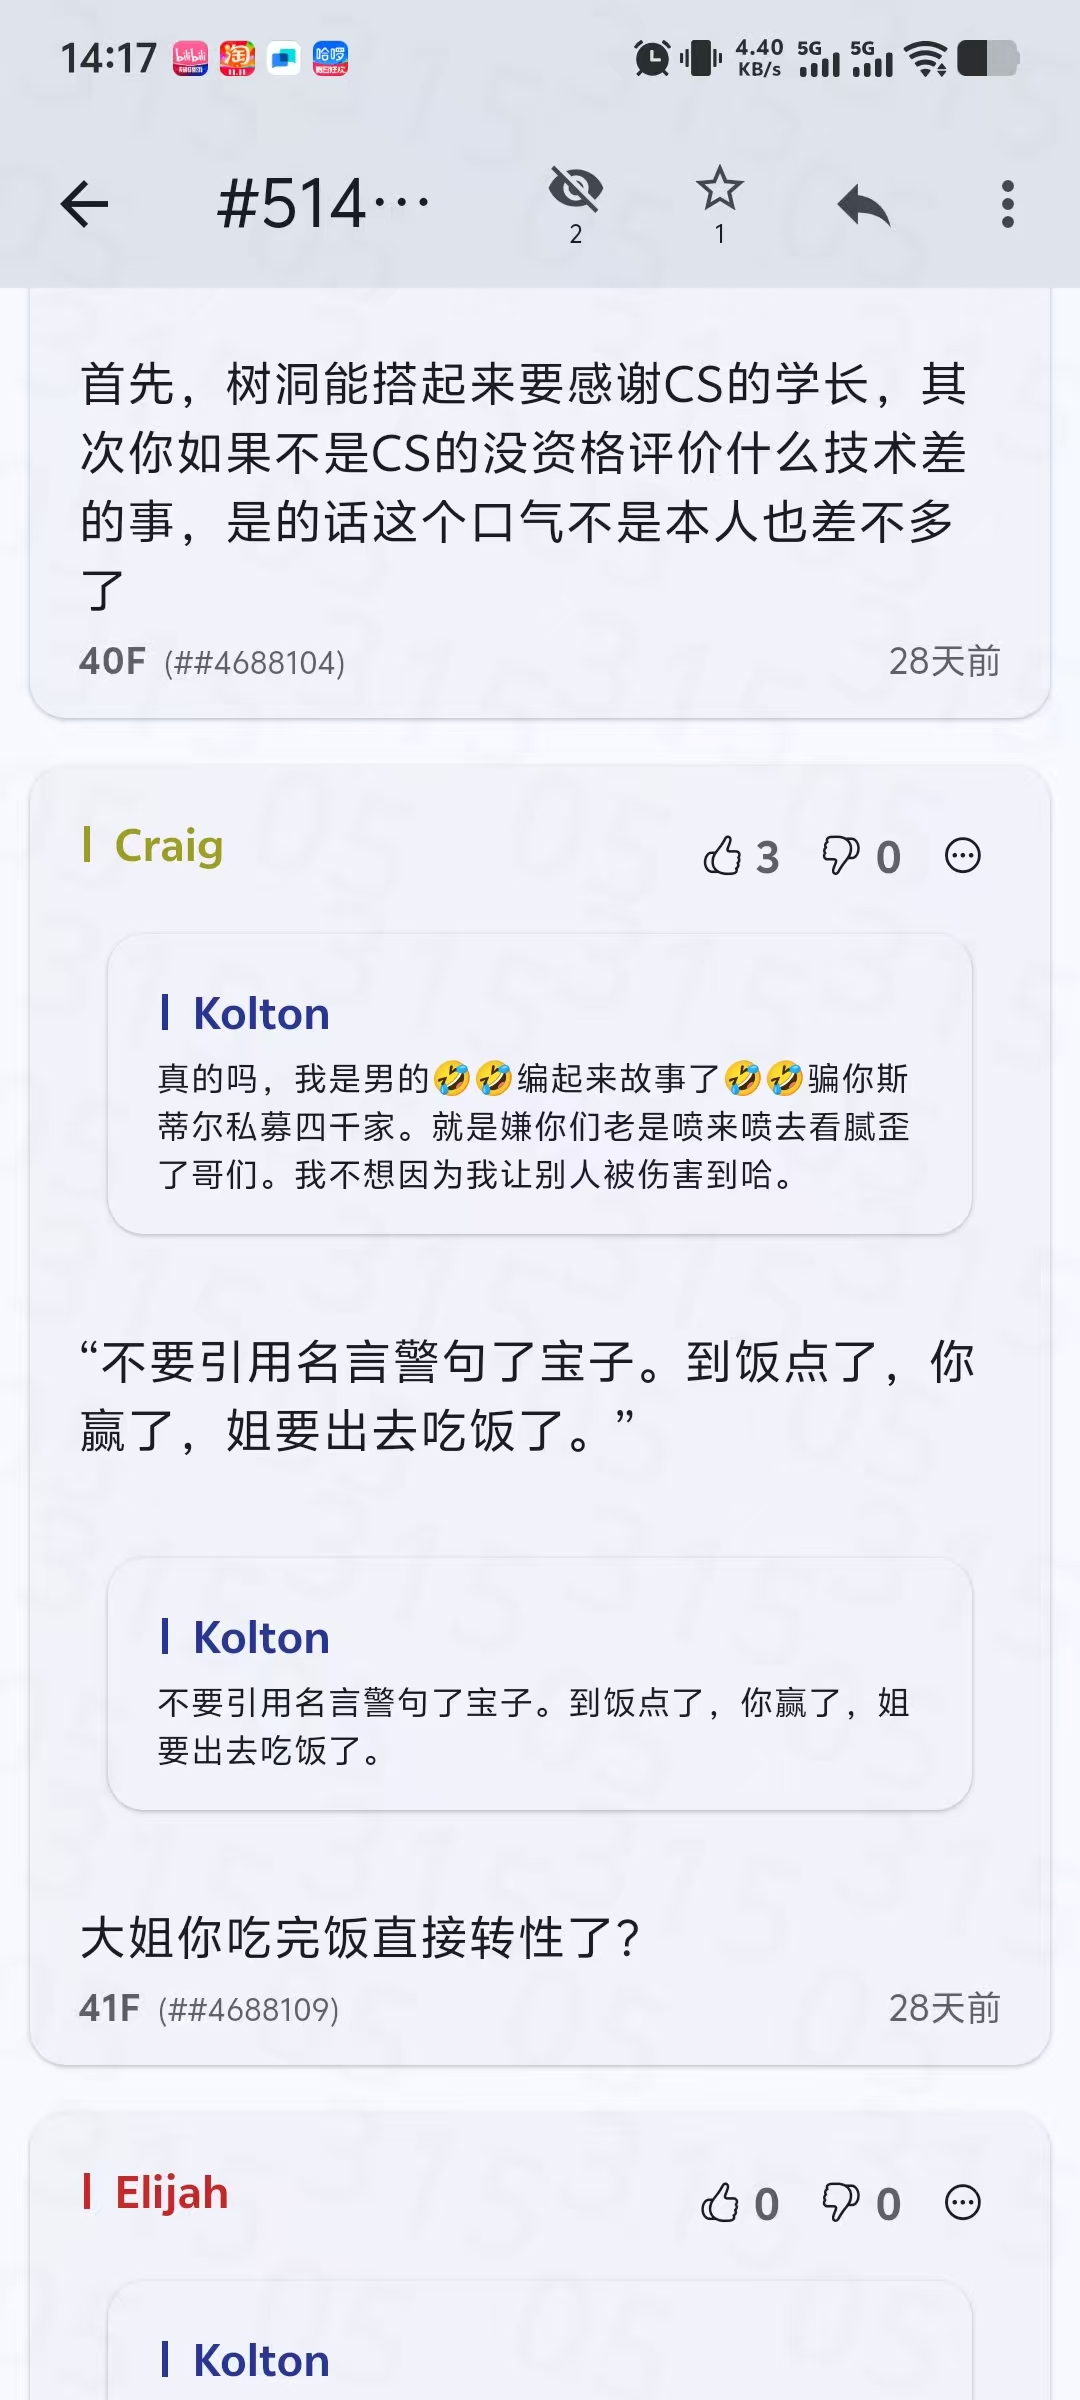 14:17
4.40
KB/s
5G
5G
#514···
2
1
首先，树洞能搭起来要感谢CS的学长，其
次你如果不是CS的没资格评价什么技术差
的事，是的话这个口气不是本人也差不多
了
40F (##4688104)
28天前
Craig
3
0
Kolton
真的吗，我是男的🤣🤣编起来故事了🤣🤣骗你斯
蒂尔私募四千家。就是嫌你们老是喷来喷去看腻歪
了哥们。我不想因为我让别人被伤害到哈。
“不要引用名言警句了宝子。到饭点了，你
赢了，姐要出去吃饭了。”
Kolton
不要引用名言警句了宝子。到饭点了，你赢了，姐
要出去吃饭了。
大姐你吃完饭直接转性了？
41F (##4688109)
28天前
Elijah
0
0
Kolton